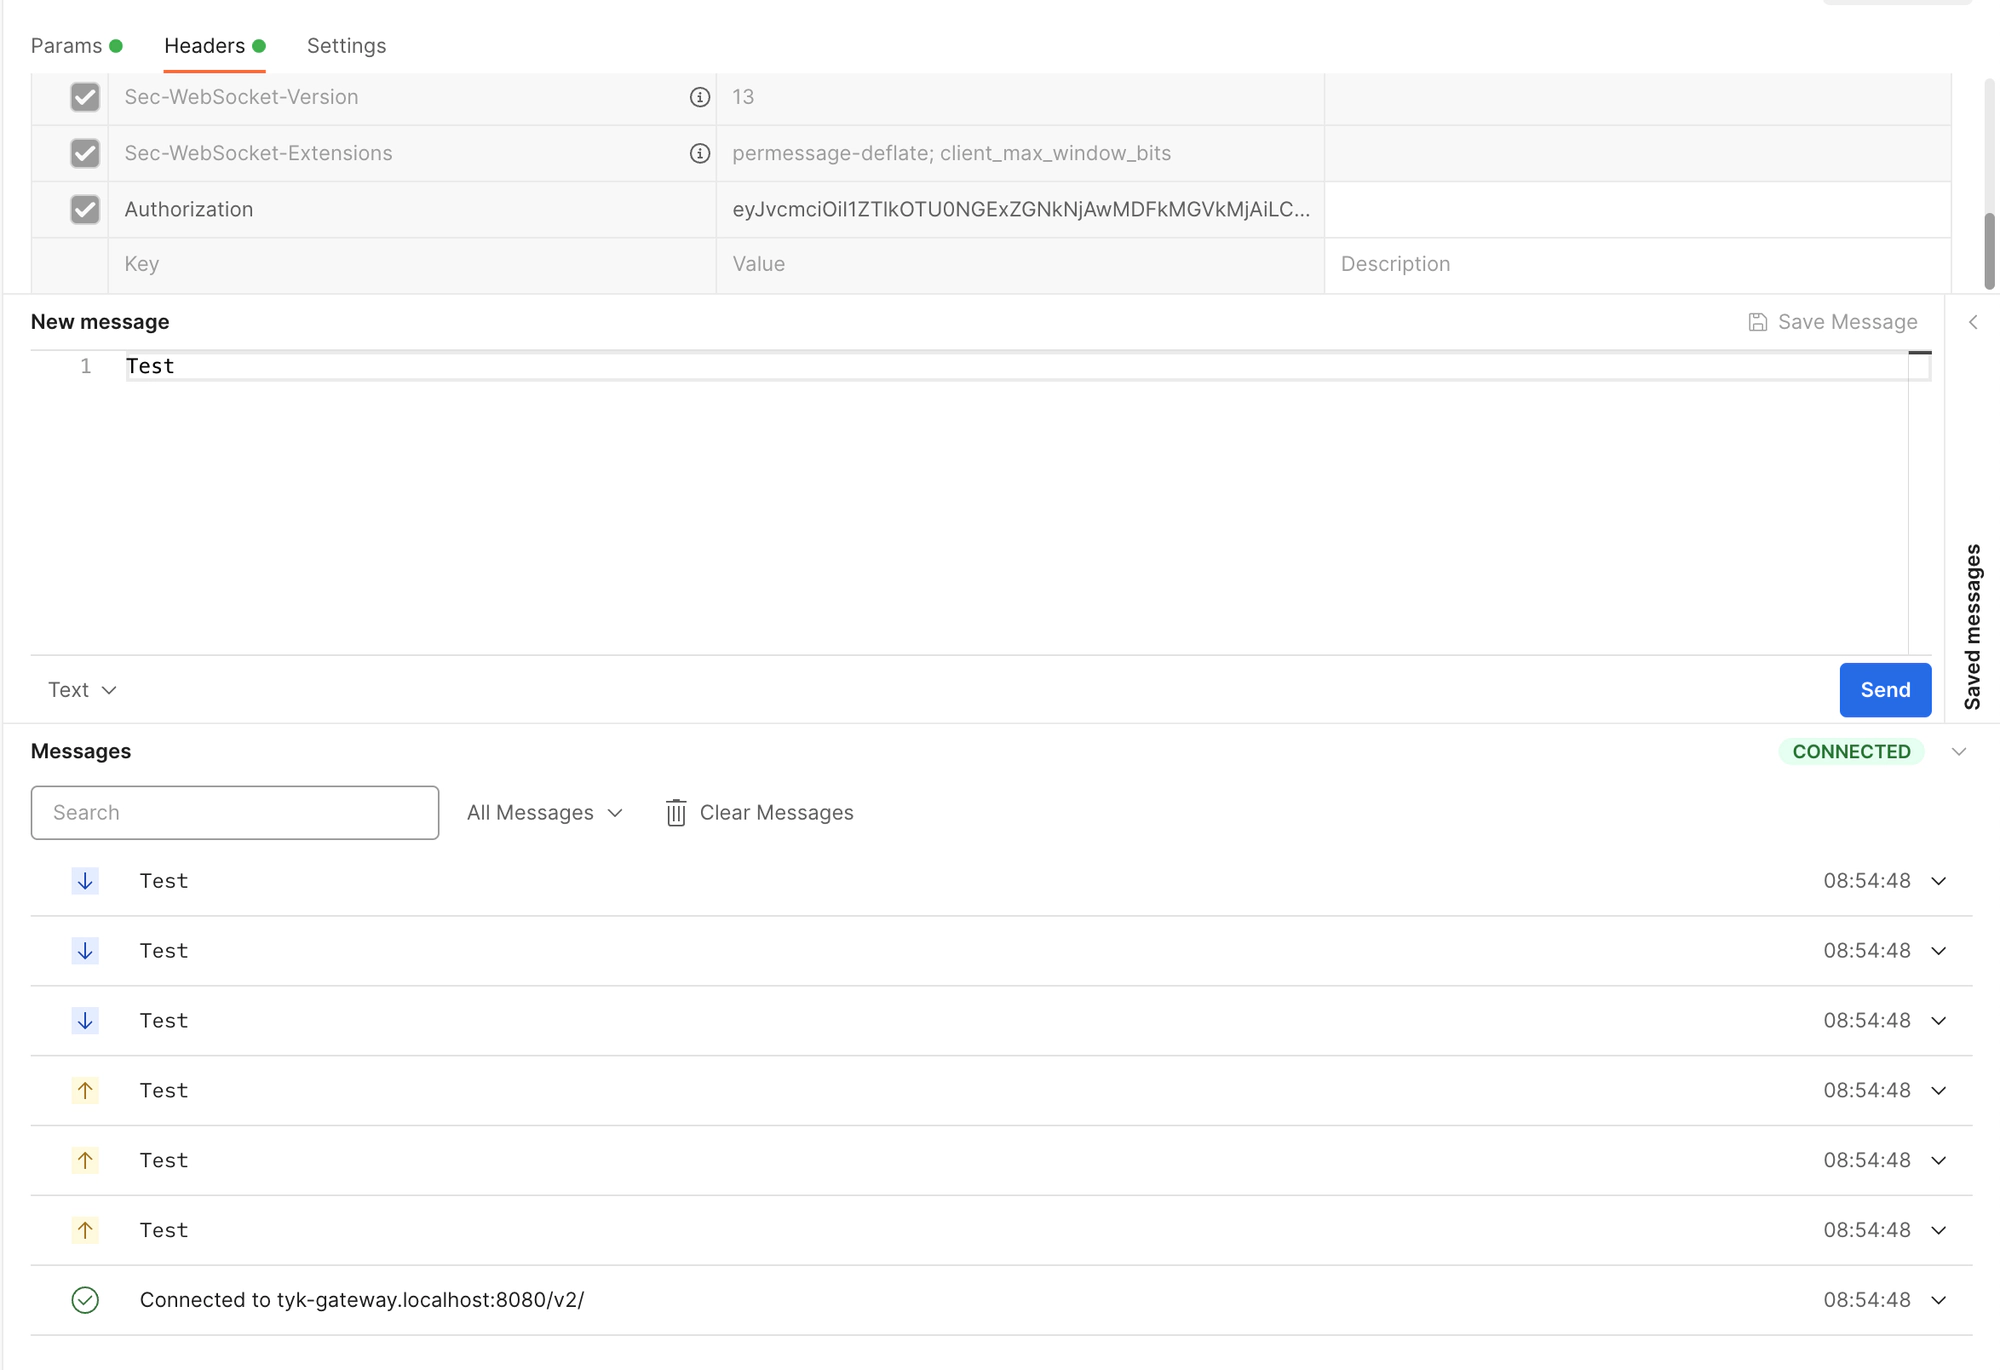 Params Headers Settings
Sec-WebSocket-Version 13
Sec-WebSocket-Extensions permessage-deflate; client_max_window_bits
Authorization eyJvcmciOiI1ZTlkOTU0NGExZGNkNjAwMDFkMGVkMjAiLC...
Key Value Description
New message Save Message
1 Test
Saved messages
Text Send
Messages CONNECTED
Search All Messages Clear Messages
Test 08:54:48
Test 08:54:48
Test 08:54:48
Test 08:54:48
Test 08:54:48
Test 08:54:48
Connected to tyk-gateway.localhost:8080/v2/ 08:54:48